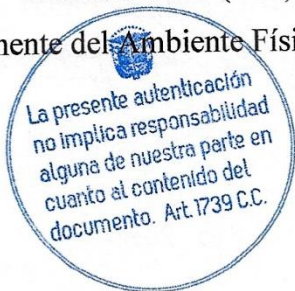 nente del Ambiente Físi
La presente autenticación
no implica responsabilidad
alguna de nuestra parte en
cuanto al contenido del
documento. Art. 1739 C.C.